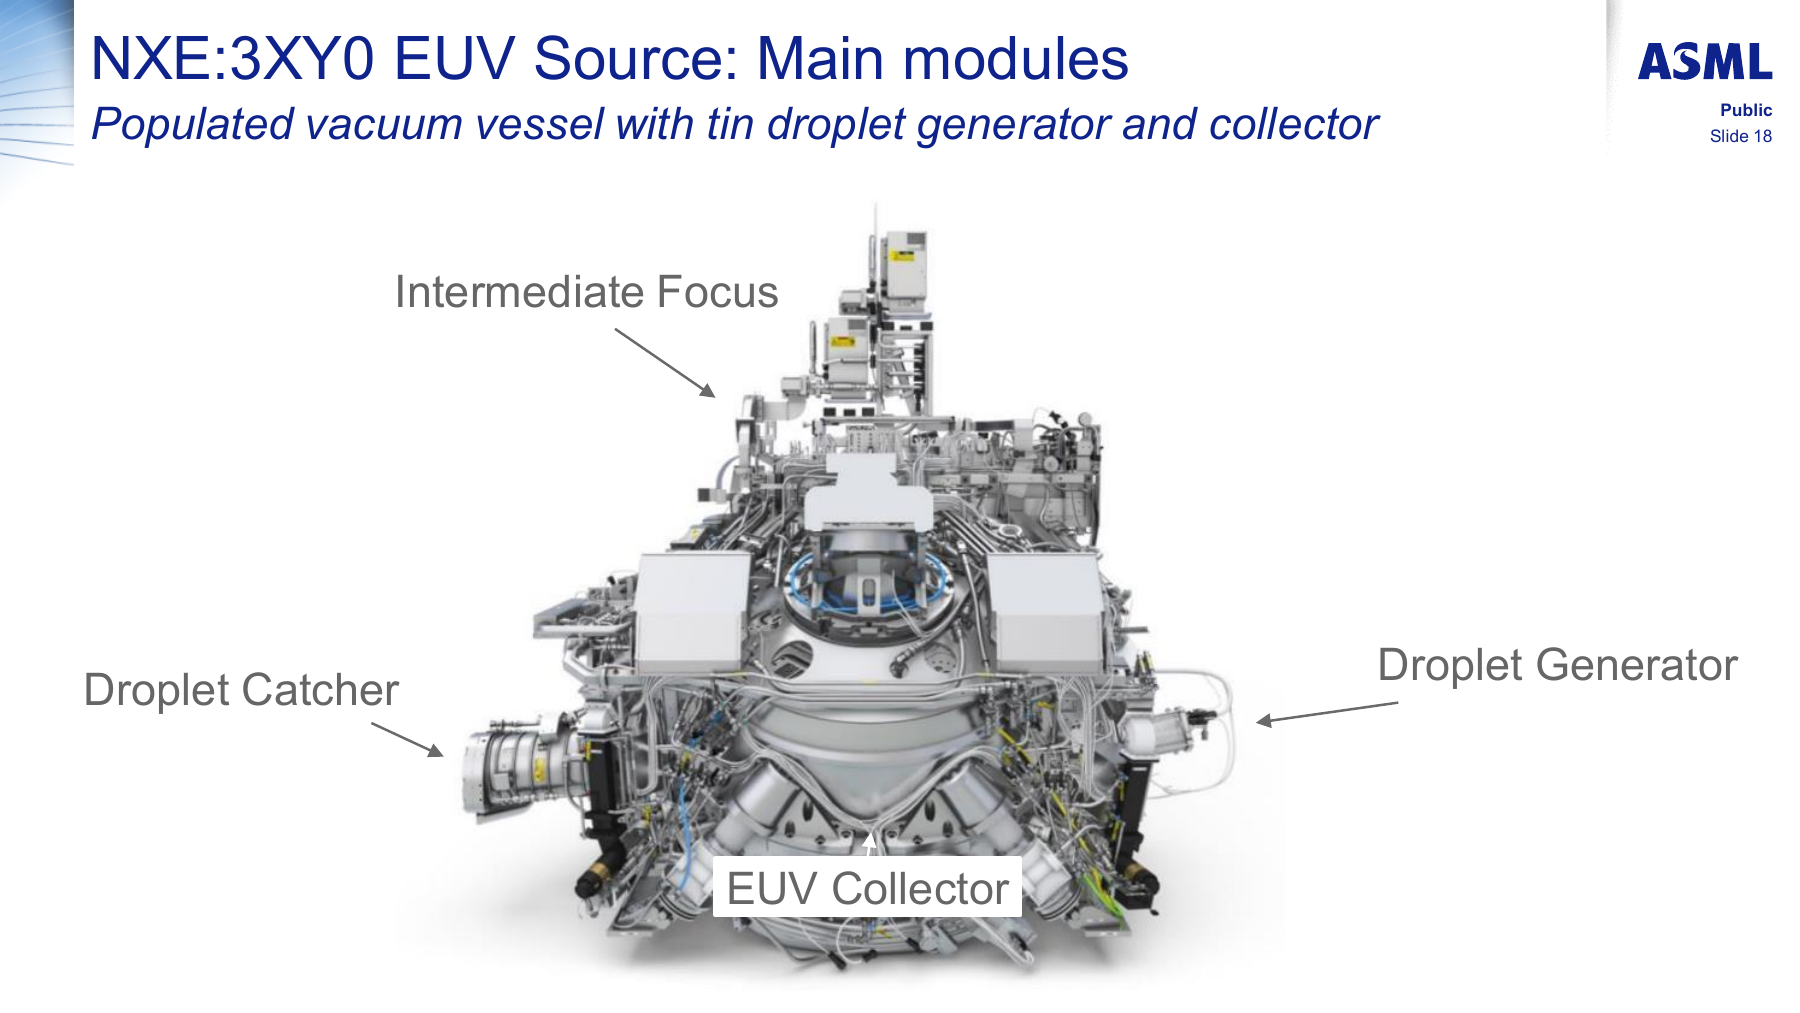 NXE:3XY0 EUV Source: Main modules
Populated vacuum vessel with tin droplet generator and collector
ASML
Public
Slide 18
Intermediate Focus
Droplet Catcher
Droplet Generator
EUV Collector